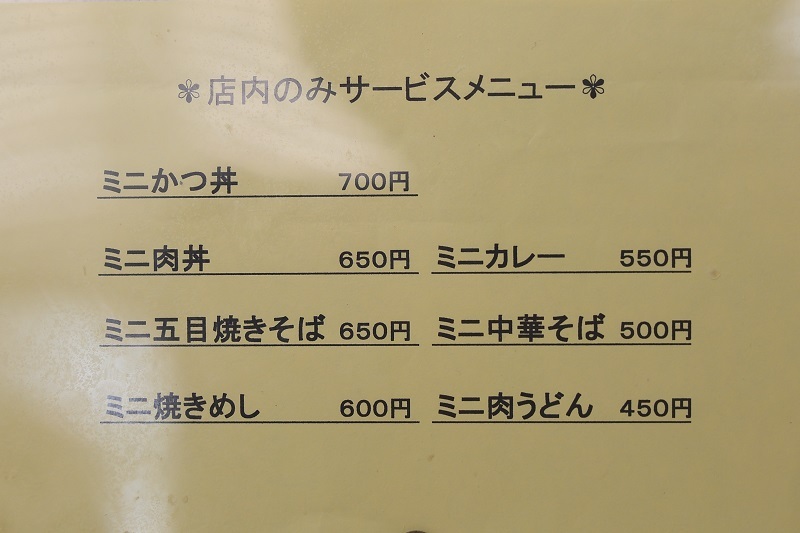 ✽店内のみサービスメニュー✽
ミニかつ丼 700円
ミニ肉丼 650円 ミニカレー 550円
ミニ五目焼きそば 650円 ミニ中華そば 500円
ミニ焼きめし 600円 ミニ肉うどん 450円